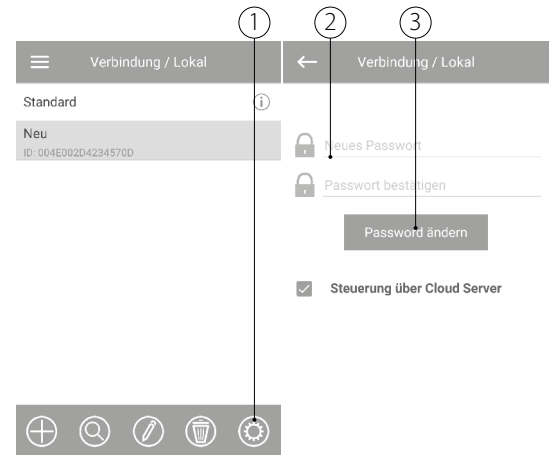 1
2
3
Verbindung / Lokal
Standard
i
Neu
ID: 004E002D4234570D
Verbindung / Lokal
Neues Passwort
Passwort bestätigen
Password ändern
Steuerung über Cloud Server